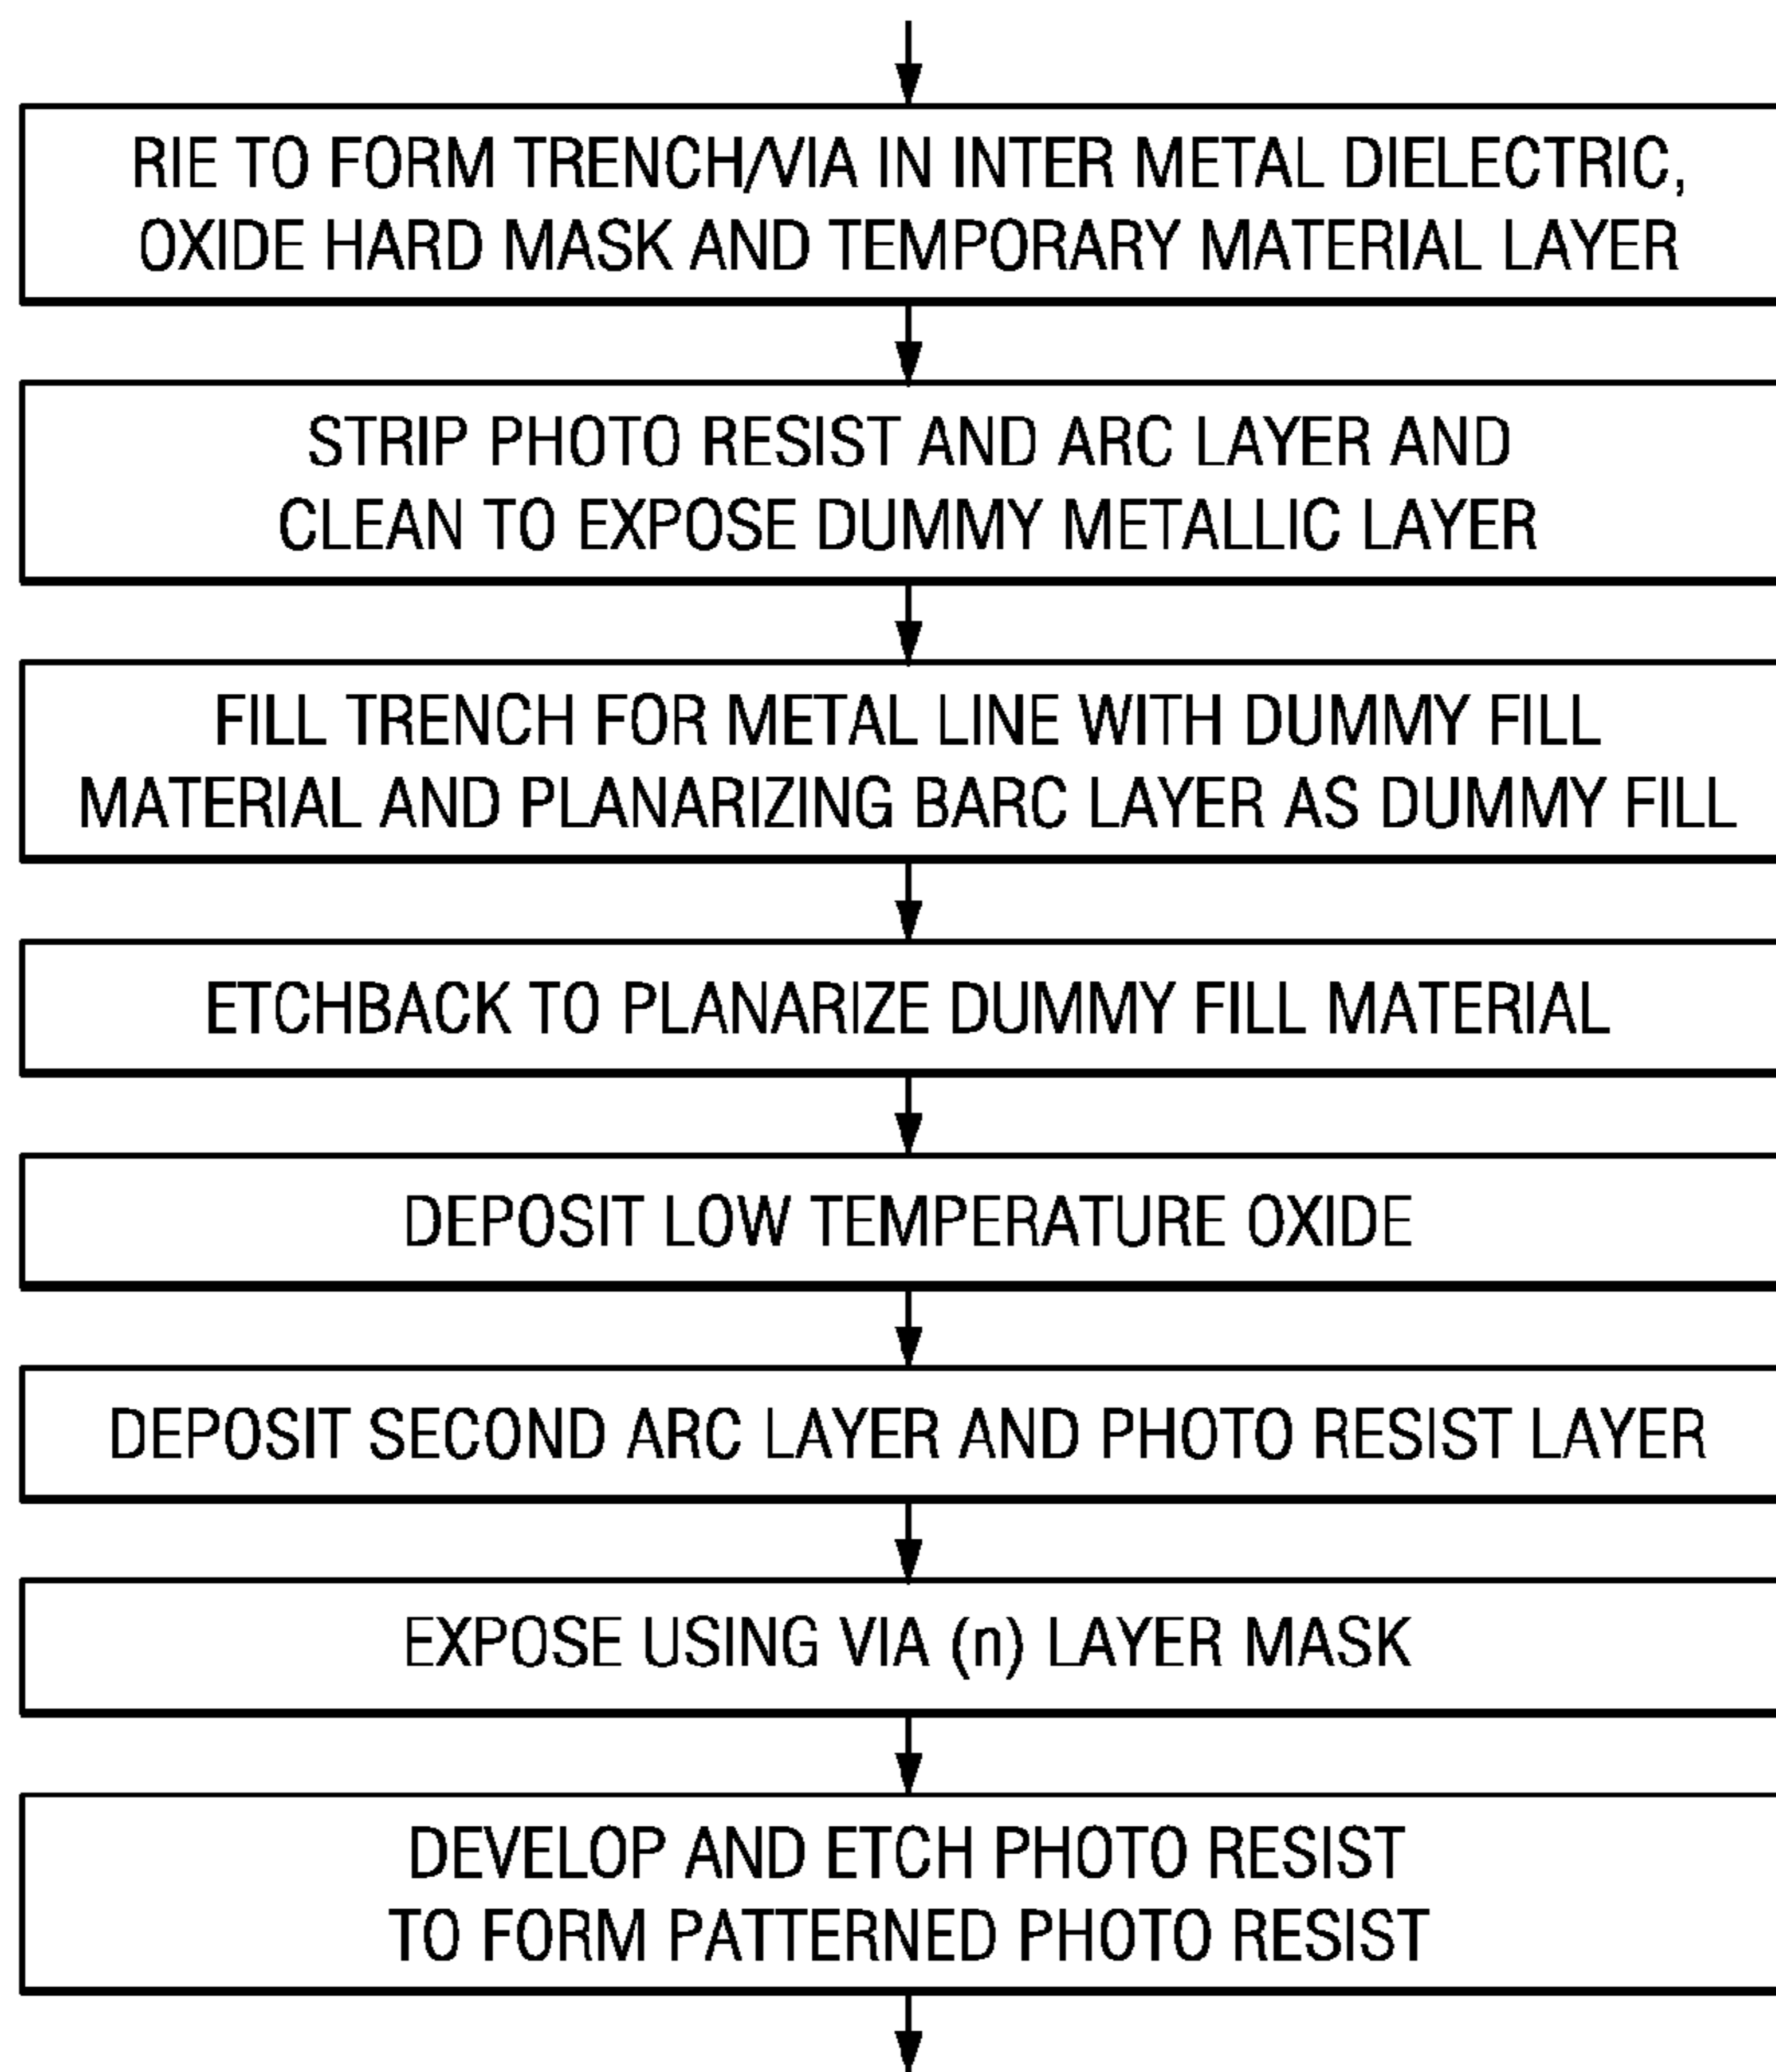 RIE TO FORM TRENCH/VIA IN INTER METAL DIELECTRIC,
OXIDE HARD MASK AND TEMPORARY MATERIAL LAYER
STRIP PHOTO RESIST AND ARC LAYER AND
CLEAN TO EXPOSE DUMMY METALLIC LAYER
FILL TRENCH FOR METAL LINE WITH DUMMY FILL
MATERIAL AND PLANARIZING BARC LAYER AS DUMMY FILL
ETCHBACK TO PLANARIZE DUMMY FILL MATERIAL
DEPOSIT LOW TEMPERATURE OXIDE
DEPOSIT SECOND ARC LAYER AND PHOTO RESIST LAYER
EXPOSE USING VIA (n) LAYER MASK
DEVELOP AND ETCH PHOTO RESIST
TO FORM PATTERNED PHOTO RESIST